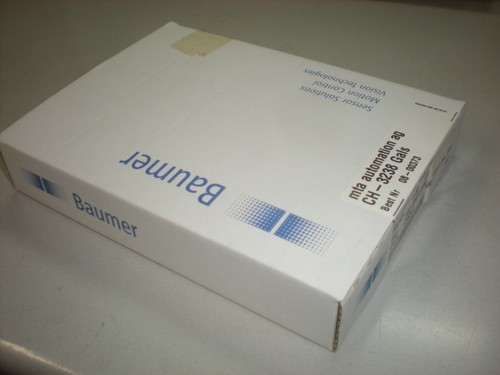 Sensor Solutions
Motion Control
Vision Technologies
Baumer
mta automation ag
CH-3238 Gals
Best Nr 08-00373
Baumer